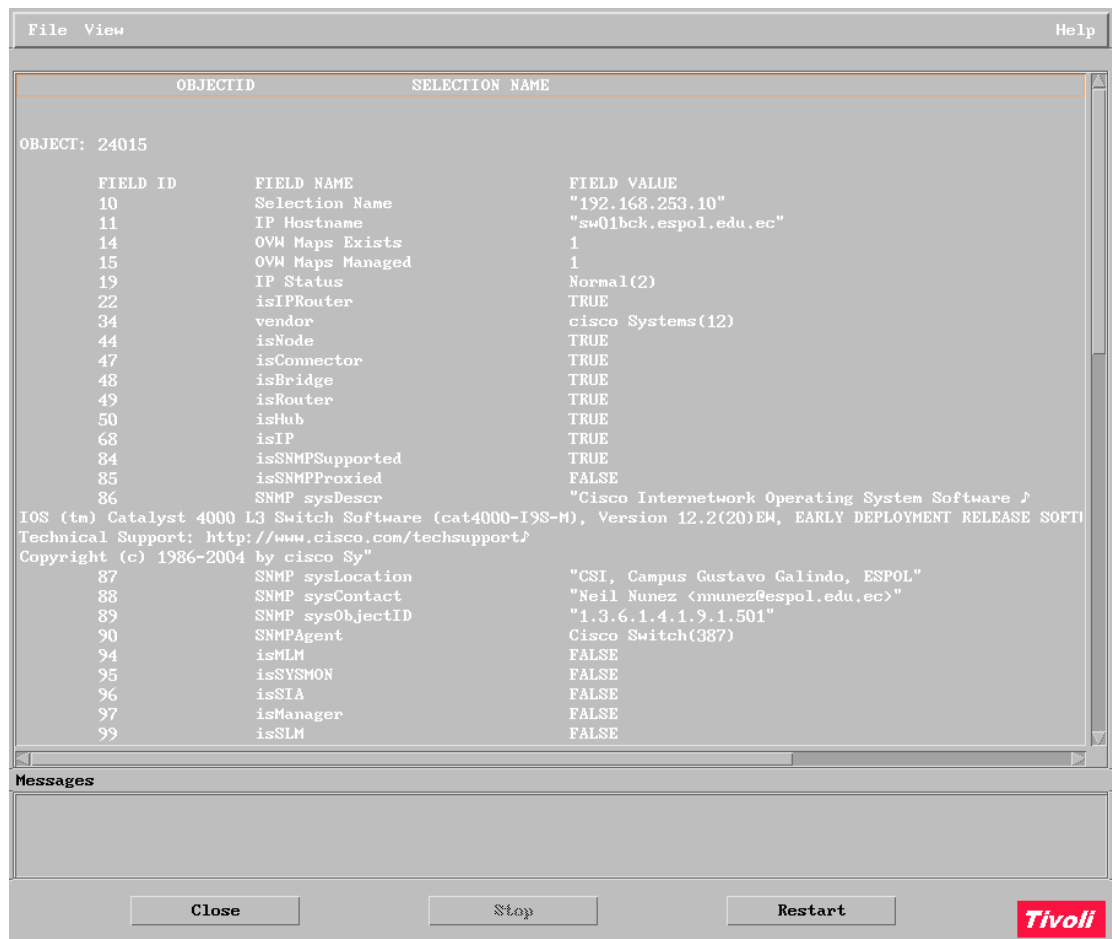 File View Help
OBJECTID SELECTION NAME
OBJECT: 24015
FIELD ID FIELD NAME FIELD VALUE
10 Selection Name "192.168.253.10"
11 IP Hostname "sw01bck.espol.edu.ec"
14 OVW Maps Exists 1
15 OVW Maps Managed 1
19 IP Status Normal(2)
22 isIPRouter TRUE
34 vendor cisco Systems(12)
44 isNode TRUE
47 isConnector TRUE
48 isBridge TRUE
49 isRouter TRUE
50 isHub TRUE
68 isIP TRUE
84 isSNMPSupported TRUE
85 isSNMPProxied FALSE
86 SNMP sysDescr "Cisco Internetwork Operating System Software ♪
IOS (tm) Catalyst 4000 L3 Switch Software (cat4000-I9S-M), Version 12.2(20)EW, EARLY DEPLOYMENT RELEASE SOFT
Technical Support: http://www.cisco.com/techsupport♪
Copyright (c) 1986-2004 by cisco Sy"
87 SNMP sysLocation "CSI, Campus Gustavo Galindo, ESPOL"
88 SNMP sysContact "Neil Nunez <nnunez@espol.edu.ec>"
89 SNMP sysObjectID "1.3.6.1.4.1.9.1.501"
90 SNMPAgent Cisco Switch(387)
94 isMLM FALSE
95 isSYSMON FALSE
96 isSIA FALSE
97 isManager FALSE
99 isSLM FALSE
Messages
Close Stop Restart
Tivoli